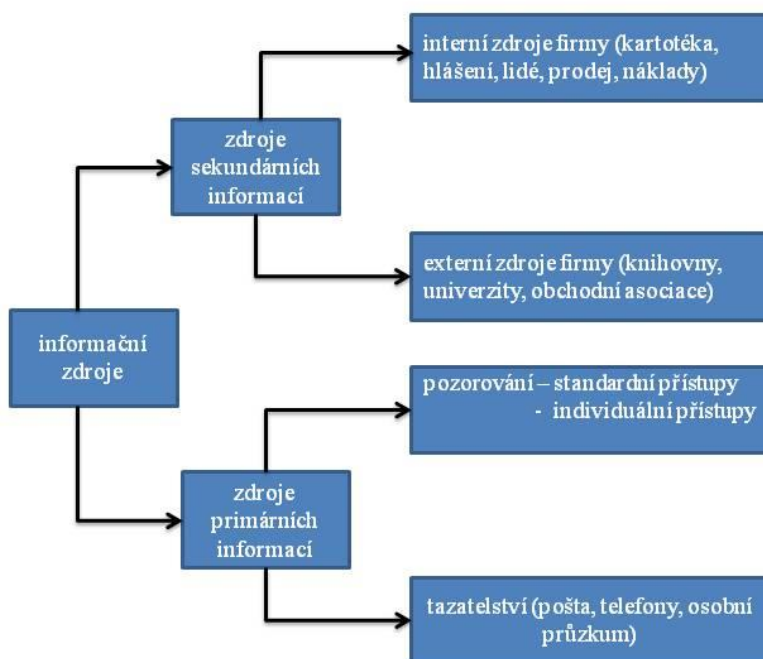 interní zdroje firmy (kartotéka,
hlášení, lidé, prodej, náklady)
zdroje
sekundárních
informací
externí zdroje firmy (knihovny,
univerzity, obchodní asociace)
informační
zdroje
pozorování – standardní přístupy
- individuální přístupy
zdroje
primárních
informací
tazatelství (pošta, telefony, osobní
průzkum)